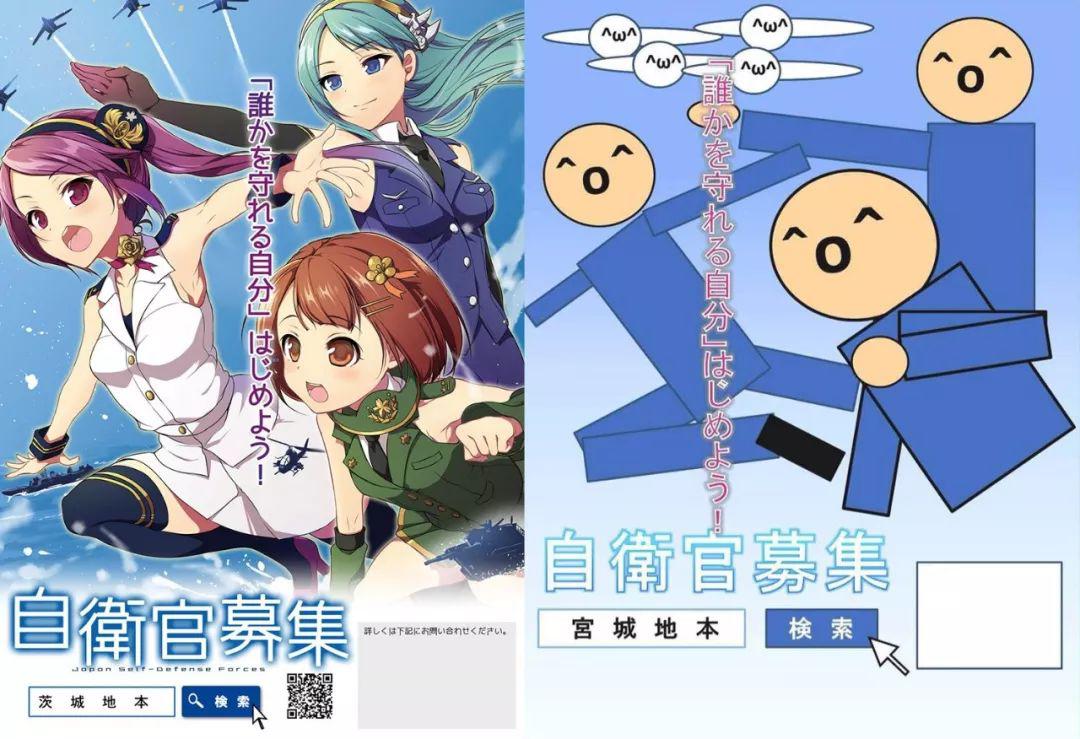 「誰かを守れる自分」はじめよう！
自衛官募集
Japan Self-Defense Forces
詳しくは下記にお問い合わせください。
茨城地本
検索
^ω^
^ω^
^ω^
^ω^
「誰かを守れる自分」はじめよう！
自衛官募集
宮城地本
検索